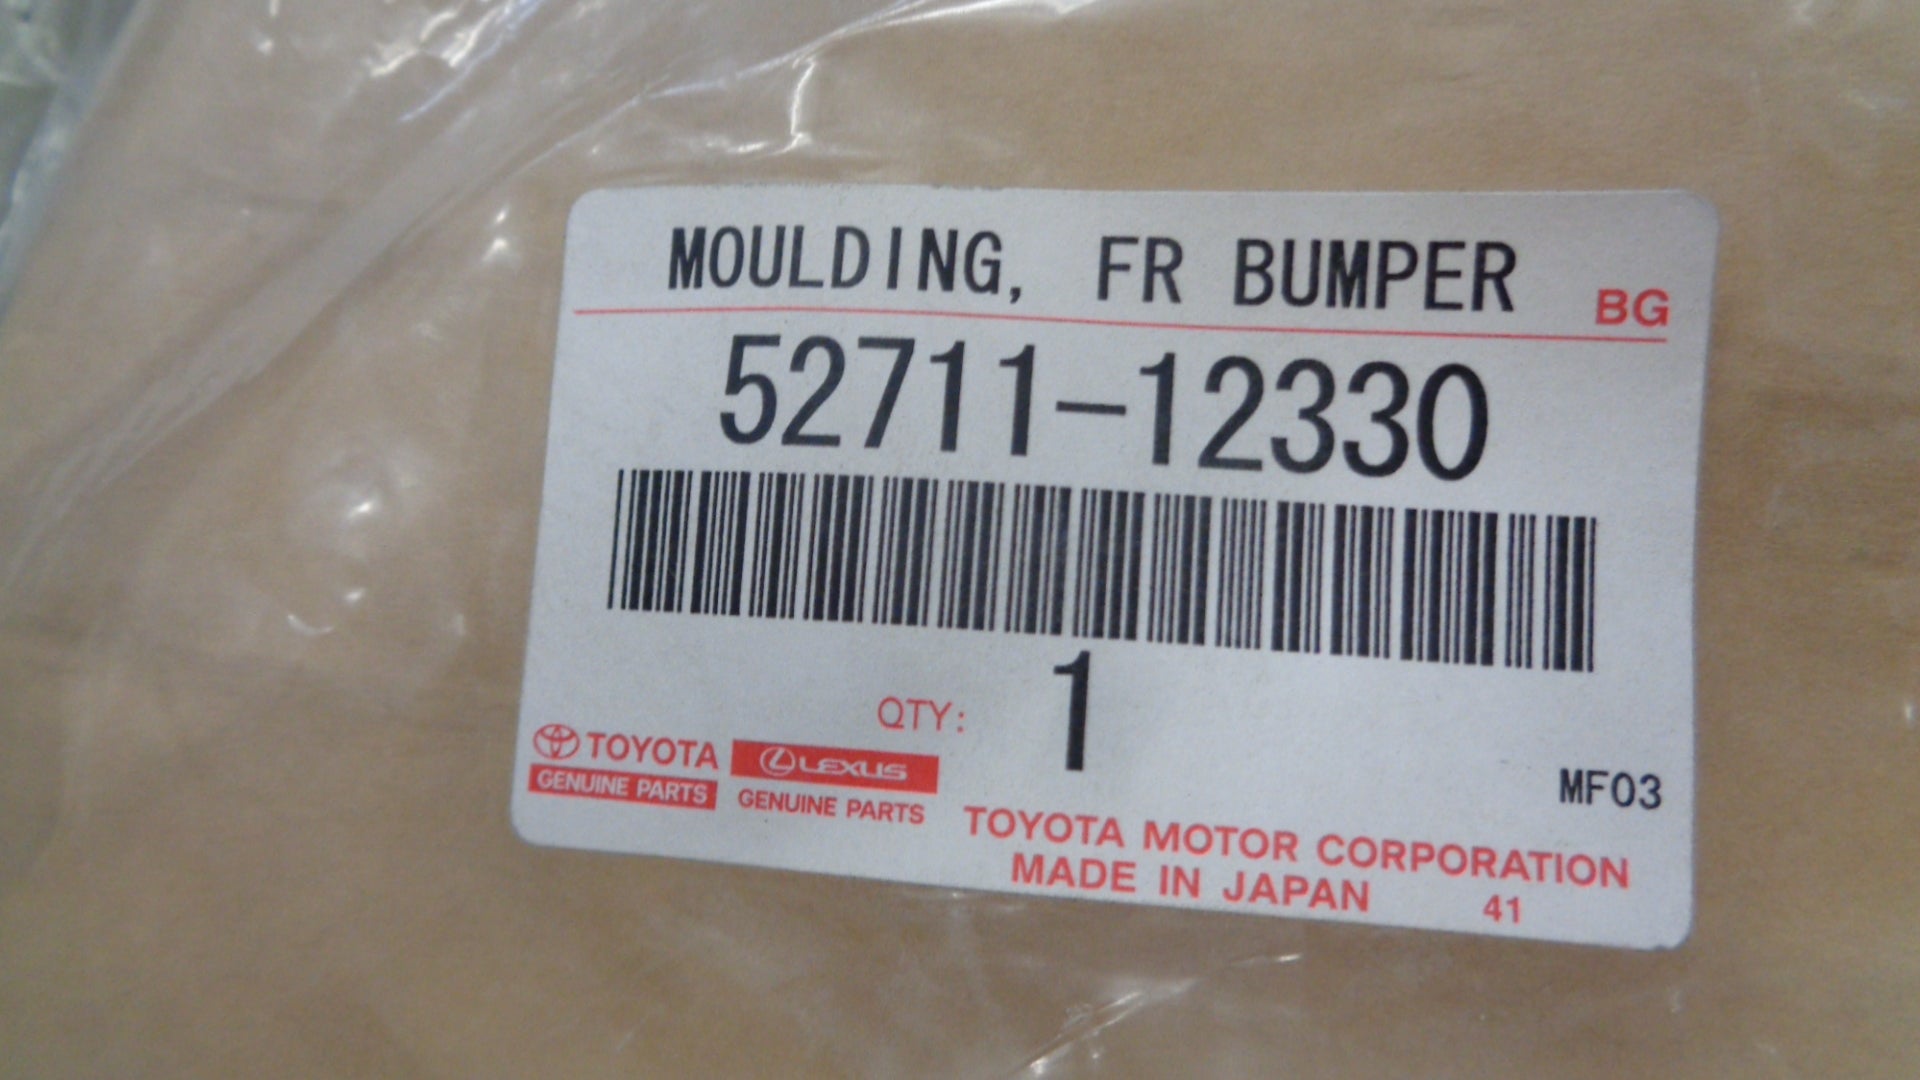 MOULDING, FR BUMPER BG
52711-12330
QTY: 1
TOYOTA LEXUS
GENUINE PARTS GENUINE PARTS
MF03
TOYOTA MOTOR CORPORATION
MADE IN JAPAN 41